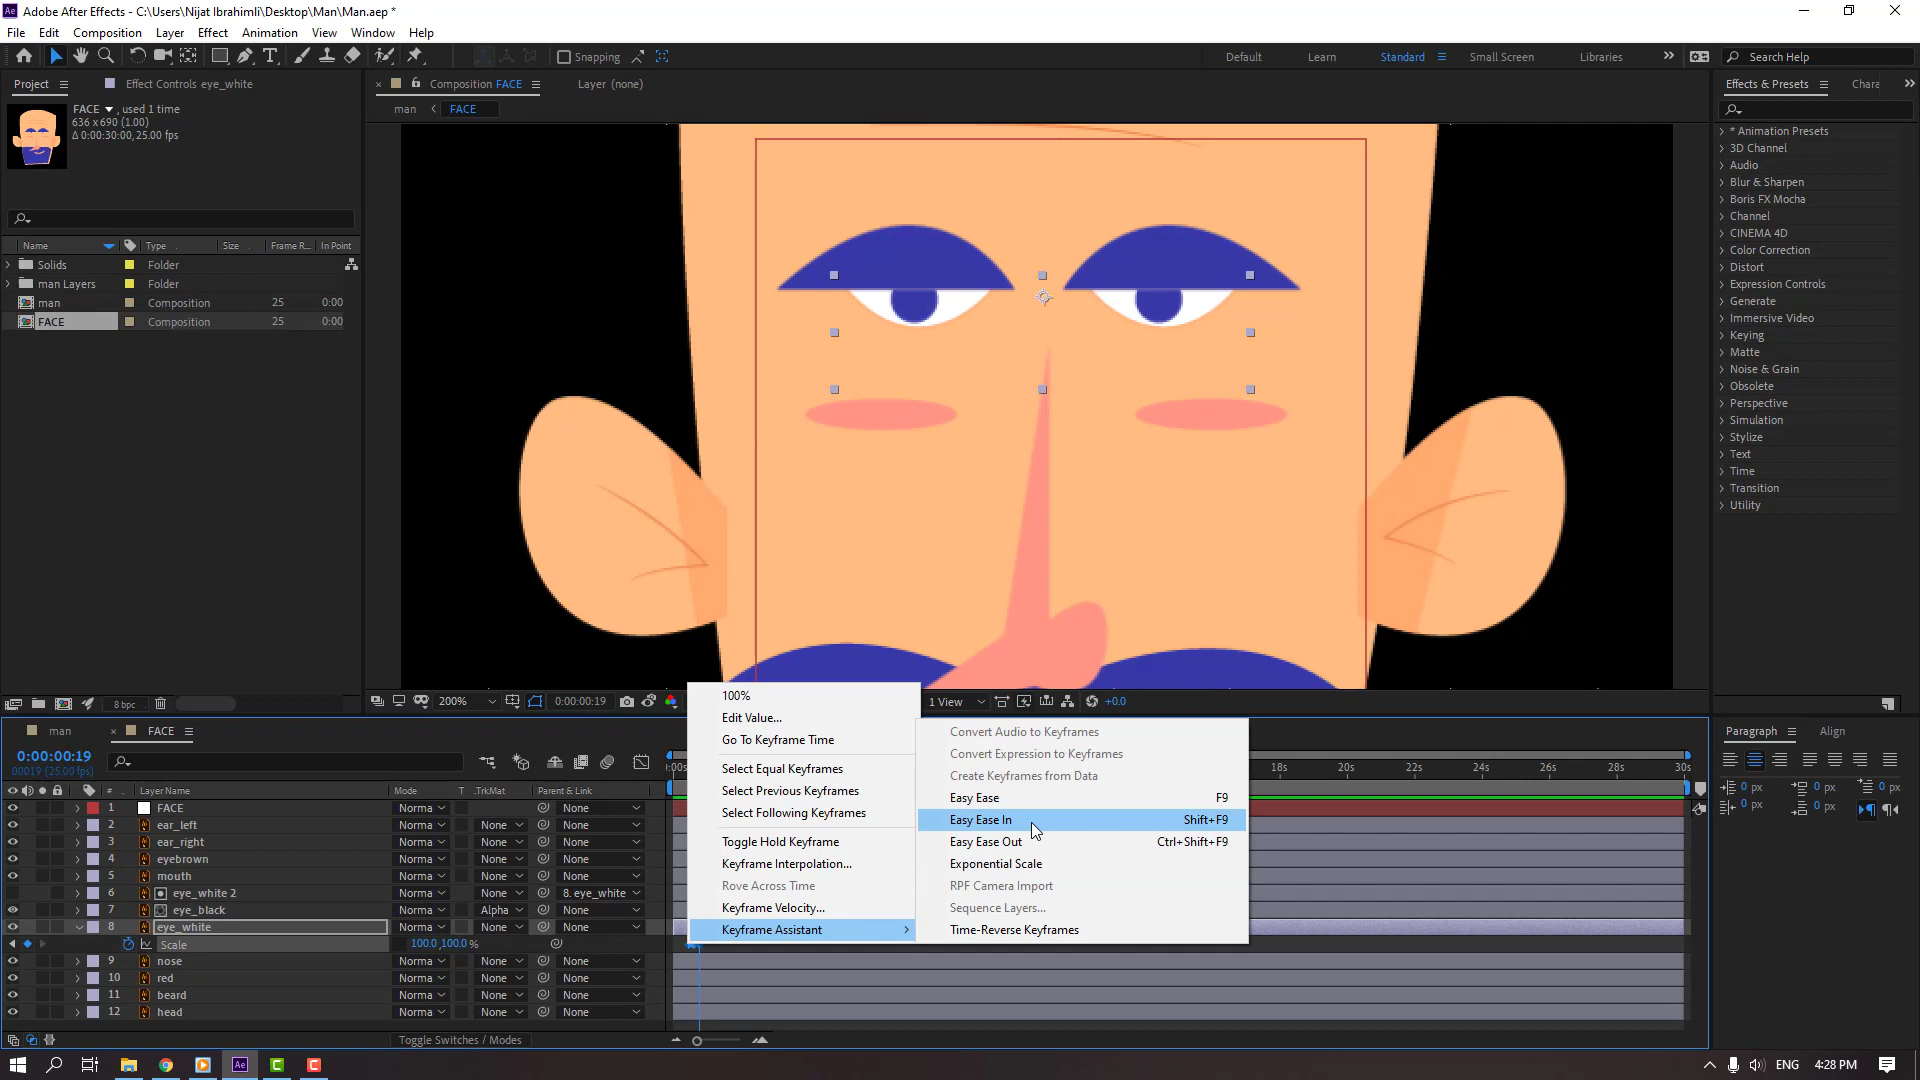 Adobe After Effects - C:\Users\Nijat Ibrahimli\Desktop\Man\Man.aep *
File Edit Composition Layer Effect Animation View Window Help
Snapping Default Learn Standard Small Screen Libraries Search Help
Project Effect Controls eye_white Composition FACE Layer (none) Effects & Presets Chara
FACE , used 1 time
636 x 690 (1.00)
Δ 0:00:30:00, 25.00 fps
man FACE
Name Type Size Frame R... In Point
Solids Folder
man Layers Folder
man Composition 25 0:00
FACE Composition 25 0:00
* Animation Presets
3D Channel
Audio
Blur & Sharpen
Boris FX Mocha
Channel
CINEMA 4D
Color Correction
Distort
Expression Controls
Generate
Immersive Video
Keying
Matte
Noise & Grain
Obsolete
Perspective
Simulation
Stylize
Text
Time
Transition
Utility
8 bpc 200% 0:00:00:19 1 View +0.0
100%
Edit Value...
Go To Keyframe Time
Select Equal Keyframes
Select Previous Keyframes
Select Following Keyframes
Toggle Hold Keyframe
Keyframe Interpolation...
Rove Across Time
Keyframe Velocity...
Keyframe Assistant
Convert Audio to Keyframes
Convert Expression to Keyframes
Create Keyframes from Data
Easy Ease F9
Easy Ease In Shift+F9
Easy Ease Out Ctrl+Shift+F9
Exponential Scale
RPF Camera Import
Sequence Layers...
Time-Reverse Keyframes
man FACE
0:00:00:19
00019 (25.00 fps)
:00s 18s 20s 22s 24s 26s 28s 30s
# Layer Name Mode T .TrkMat Parent & Link
1 FACE Norma None
2 ear_left Norma None None
3 ear_right Norma None None
4 eyebrown Norma None None
5 mouth Norma None None
6 eye_white 2 Norma None 8. eye_white
7 eye_black Norma Alpha None
8 eye_white Norma None None
Scale 100.0,100.0 %
9 nose Norma None None
10 red Norma None None
11 beard Norma None None
12 head Norma None None
Toggle Switches / Modes
Paragraph Align
0 px 0 px 0 px
0 px 0 px
ENG 4:28 PM